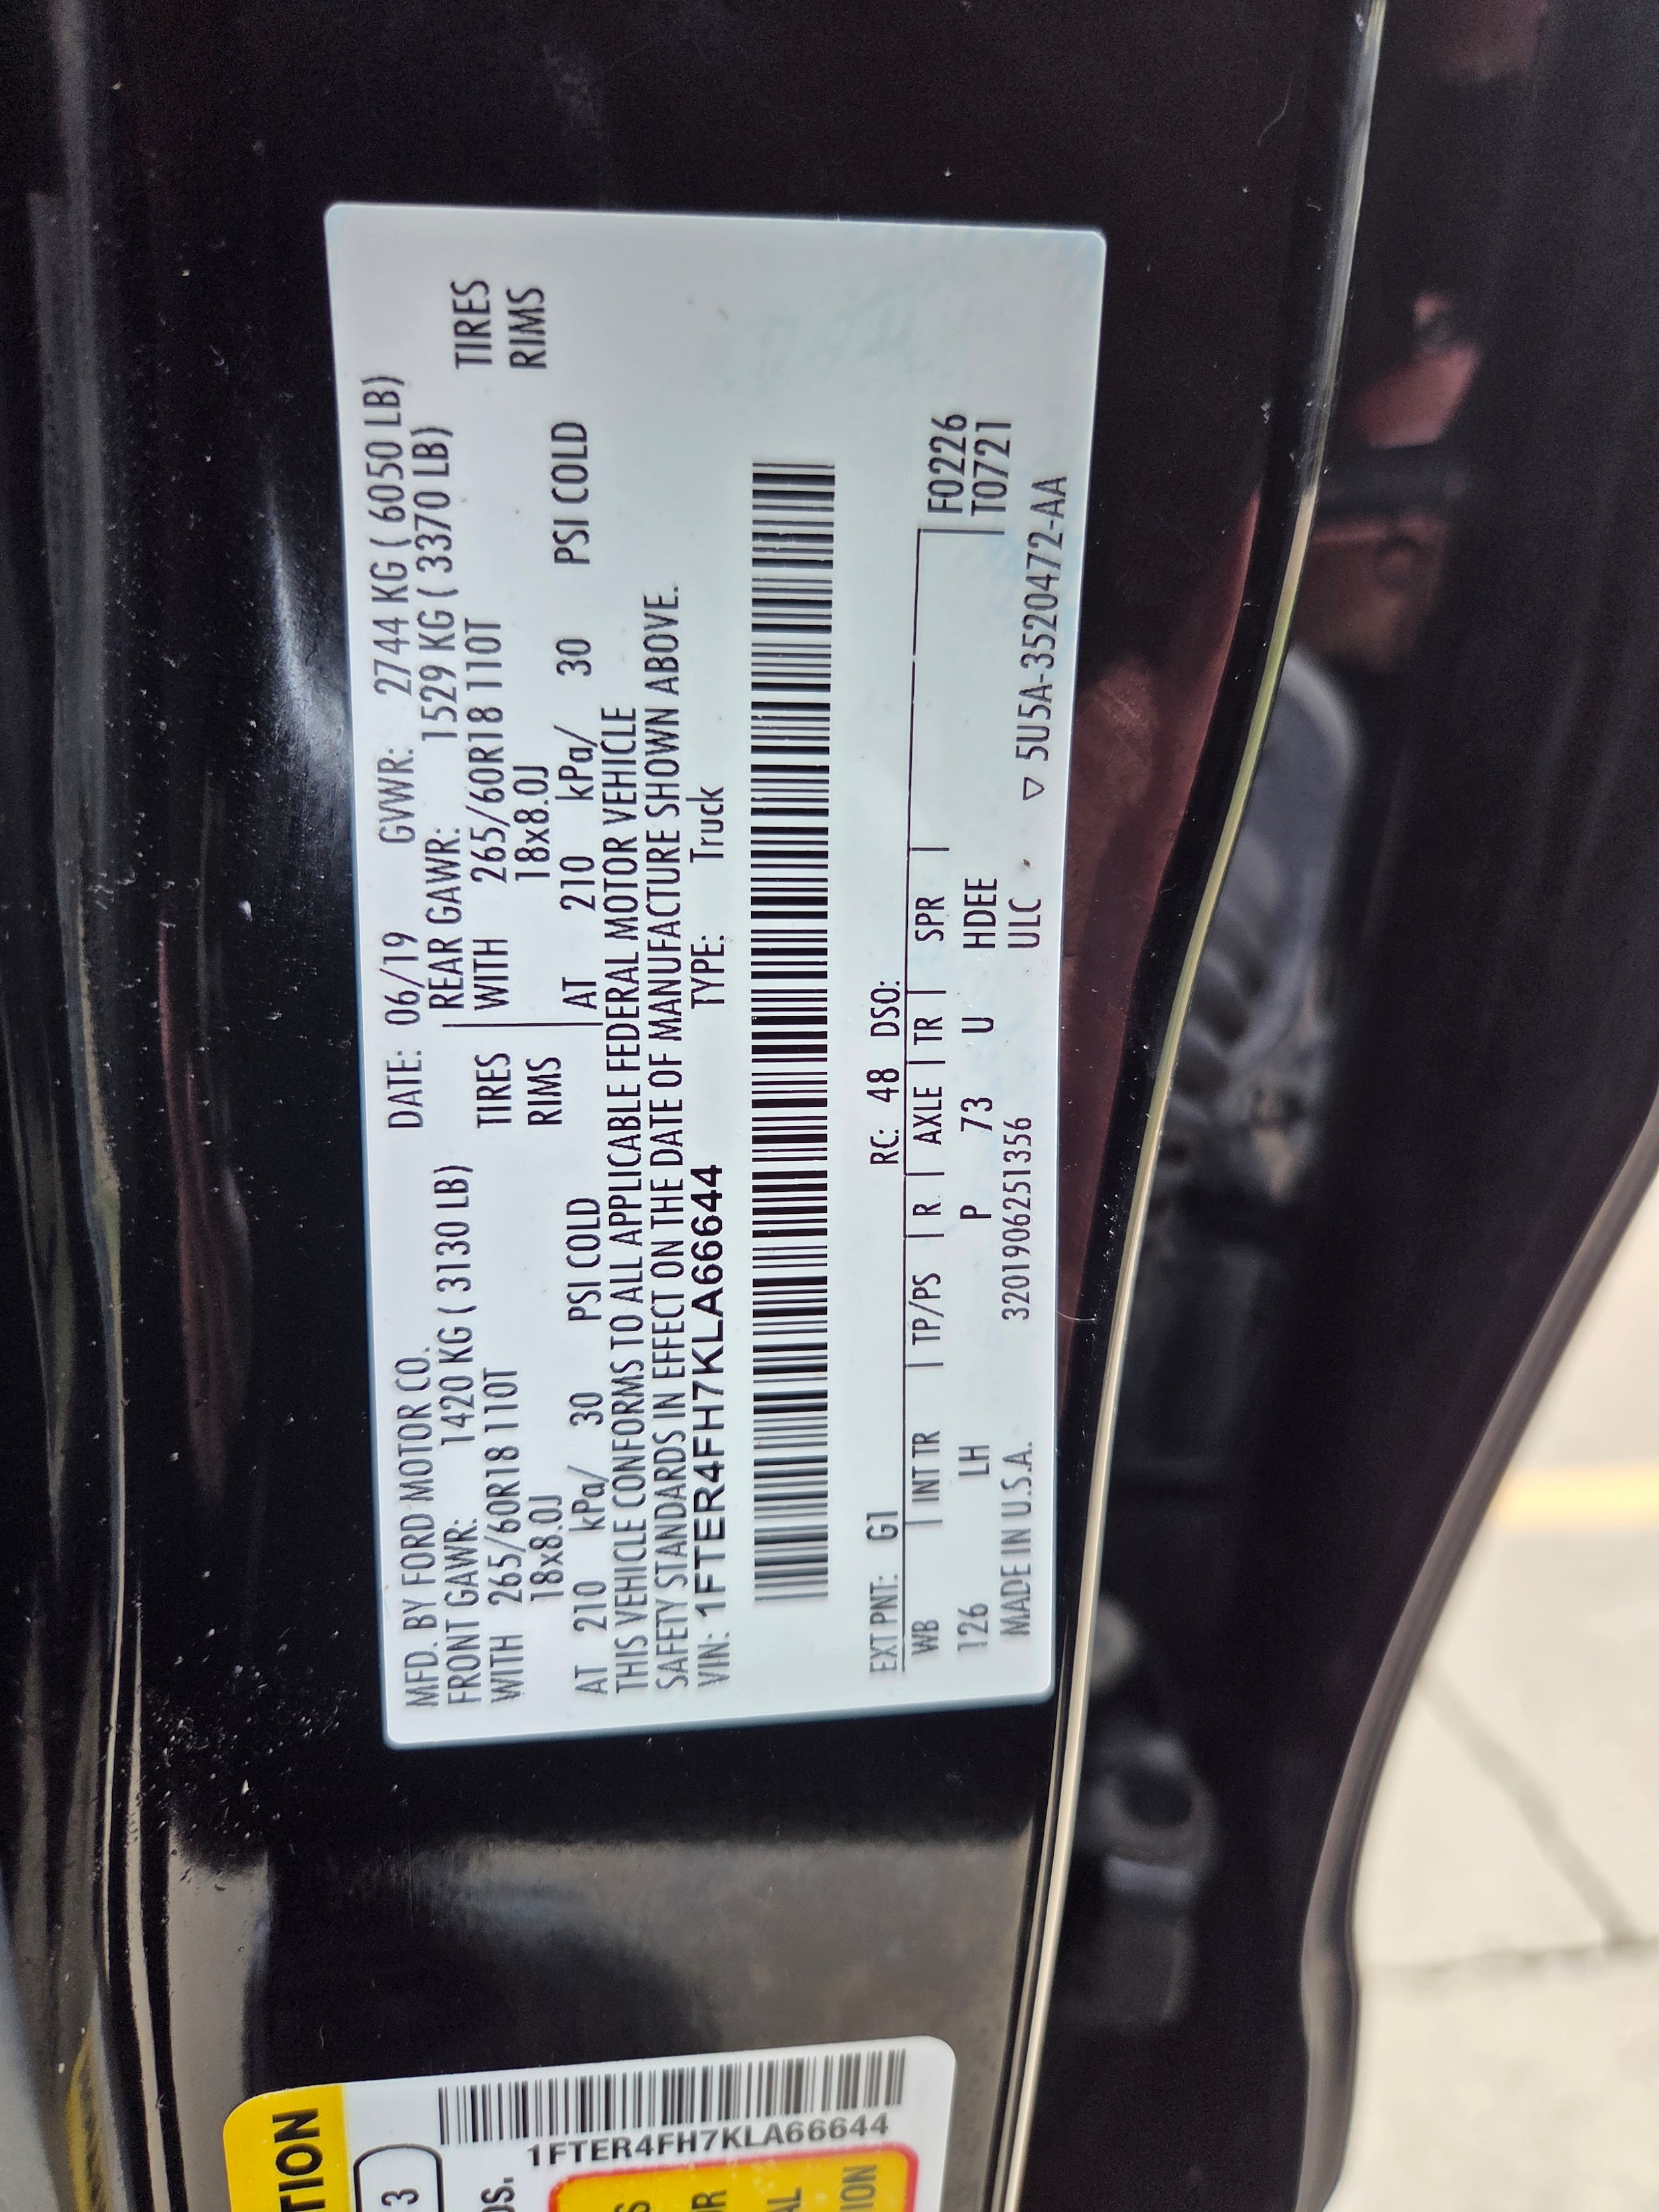 MFD. BY FORD MOTOR CO. DATE: 06/19 GVWR: 2744 KG ( 6050 LB)
FRONT GAWR: 1420 KG ( 3130 LB) REAR GAWR: 1529 KG ( 3370 LB)
WITH 265/60R18 110T TIRES WITH 265/60R18 110T TIRES
18x8.0J RIMS 18x8.0J RIMS
AT 210 kPa/ 30 PSI COLD AT 210 kPa/ 30 PSI COLD
THIS VEHICLE CONFORMS TO ALL APPLICABLE FEDERAL MOTOR VEHICLE
SAFETY STANDARDS IN EFFECT ON THE DATE OF MANUFACTURE SHOWN ABOVE.
VIN: 1FTER4FH7KLA66644 TYPE: Truck
EXT PNT: G1 RC: 48 DSO:
WB | INT TR | TP/PS | R | AXLE | TR | SPR | F0226
126 LH P 73 U HDEE T0721
MADE IN U.S.A. 3201906251356 ULC ▽ 5U5A-3520472-AA
TION
3
OS.
1FTER4FH7KLA66644
S
R
AL
ION